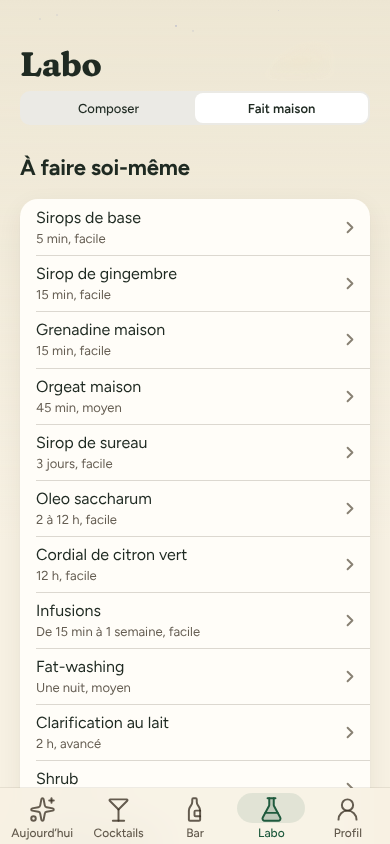 Labo
Composer
Fait maison
À faire soi-même
Sirops de base
5 min, facile
Sirop de gingembre
15 min, facile
Grenadine maison
15 min, facile
Orgeat maison
45 min, moyen
Sirop de sureau
3 jours, facile
Oleo saccharum
2 à 12 h, facile
Cordial de citron vert
12 h, facile
Infusions
De 15 min à 1 semaine, facile
Fat-washing
Une nuit, moyen
Clarification au lait
2 h, avancé
Shrub
Aujourd'hui
Cocktails
Bar
Labo
Profil